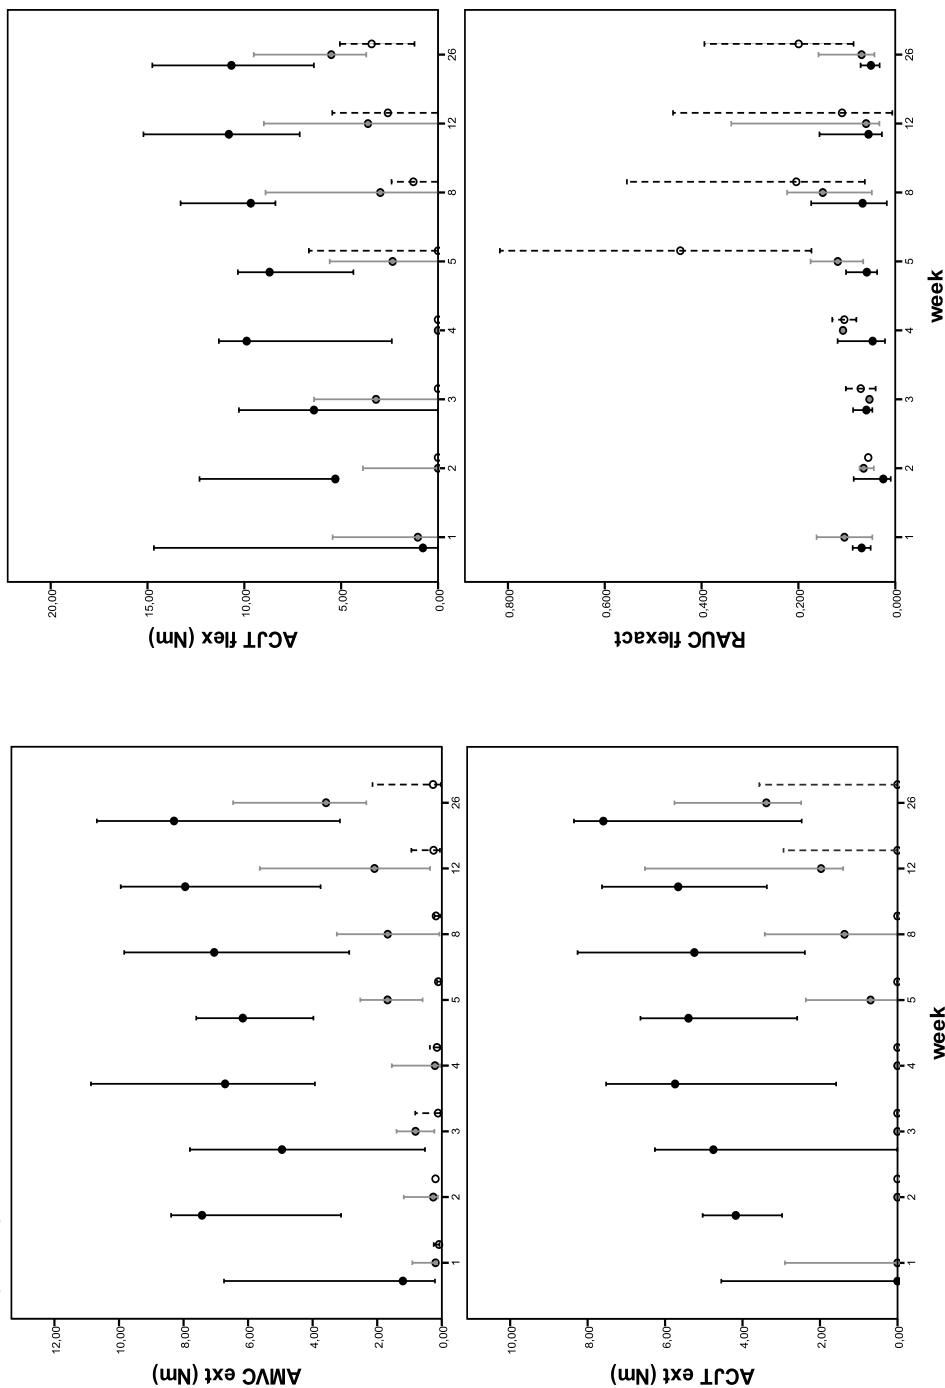 AMVC ext (Nm)
12,00
10,00
8,00
6,00
4,00
2,00
0,00
1 2 3 4 5 8 12 26
ACJT flex (Nm)
20,00
15,00
10,00
5,00
0,00
1 2 3 4 5 8 12 26
ACJT ext (Nm)
10,00
8,00
6,00
4,00
2,00
0,00
1 2 3 4 5 8 12 26
week
RAUC flexact
0,800
0,600
0,400
0,200
0,000
1 2 3 4 5 8 12 26
week